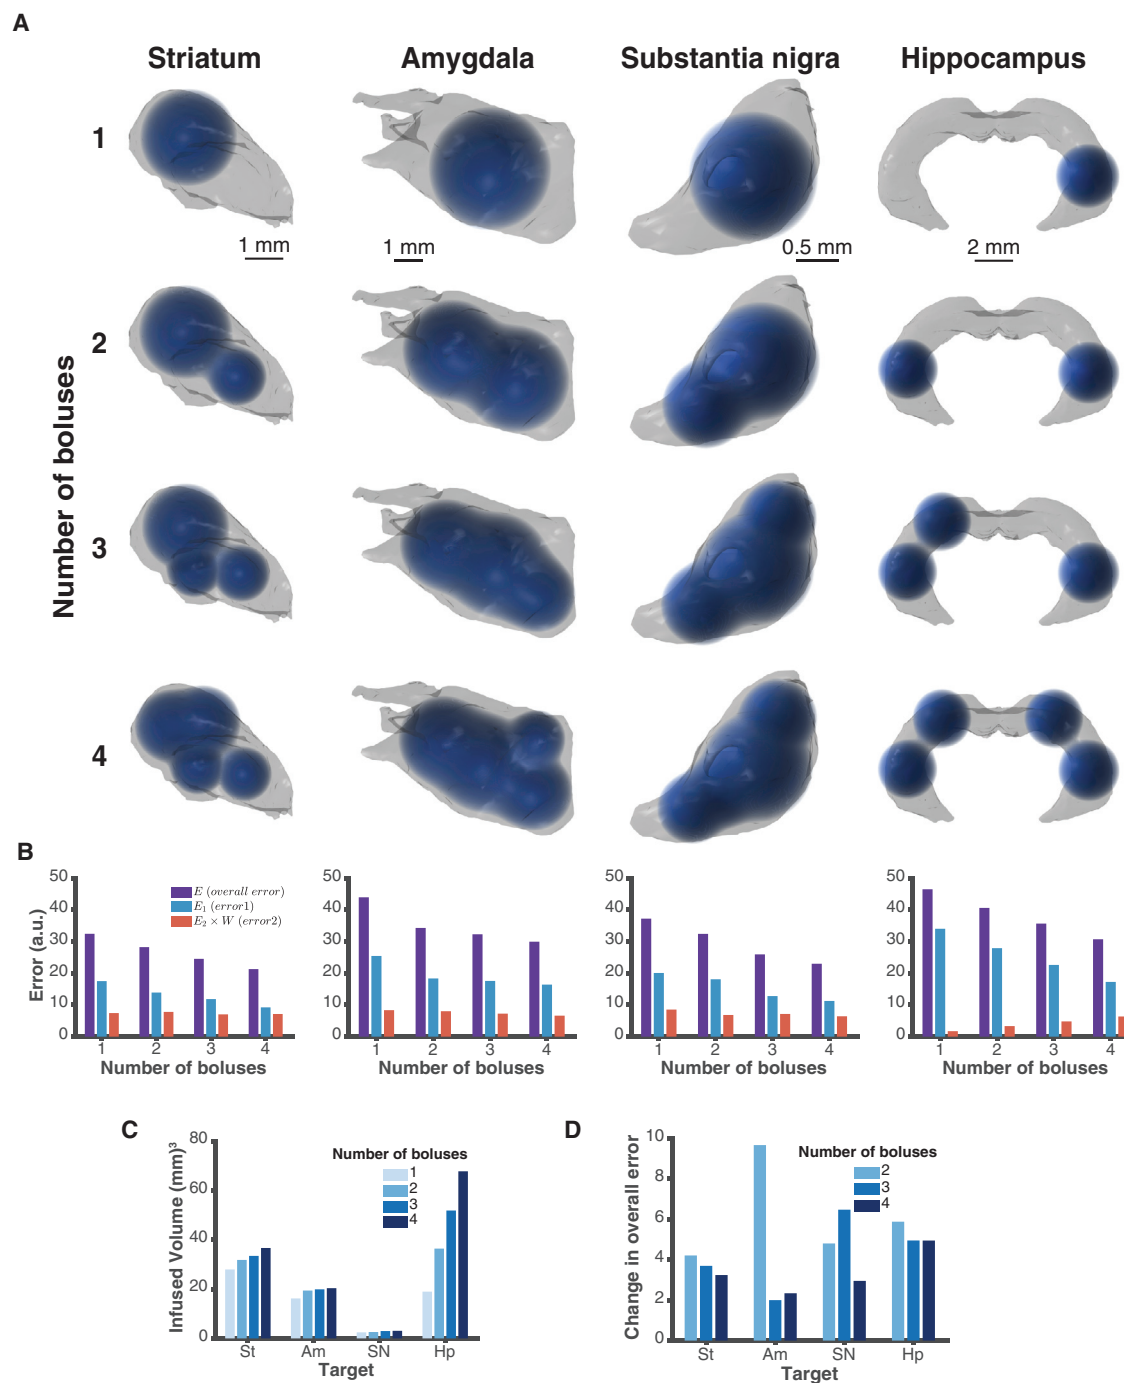 A
Striatum Amygdala Substantia nigra Hippocampus
1
1 mm 1 mm 0.5 mm 2 mm
2
Number of boluses
3
4
B
50 50 50 50
40 40 40 40
30 30 30 30
20 20 20 20
10 10 10 10
0 0 0 0
Error (a.u.)
E (overall error)
E1 (error1)
E2 × W (error2)
1 2 3 4 1 2 3 4 1 2 3 4 1 2 3 4
Number of boluses Number of boluses Number of boluses Number of boluses
C
Infused Volume (mm)³
80
60
40
20
0
Number of boluses
1
2
3
4
St Am SN Hp
Target
D
Change in overall error
10
8
6
4
2
0
Number of boluses
2
3
4
St Am SN Hp
Target